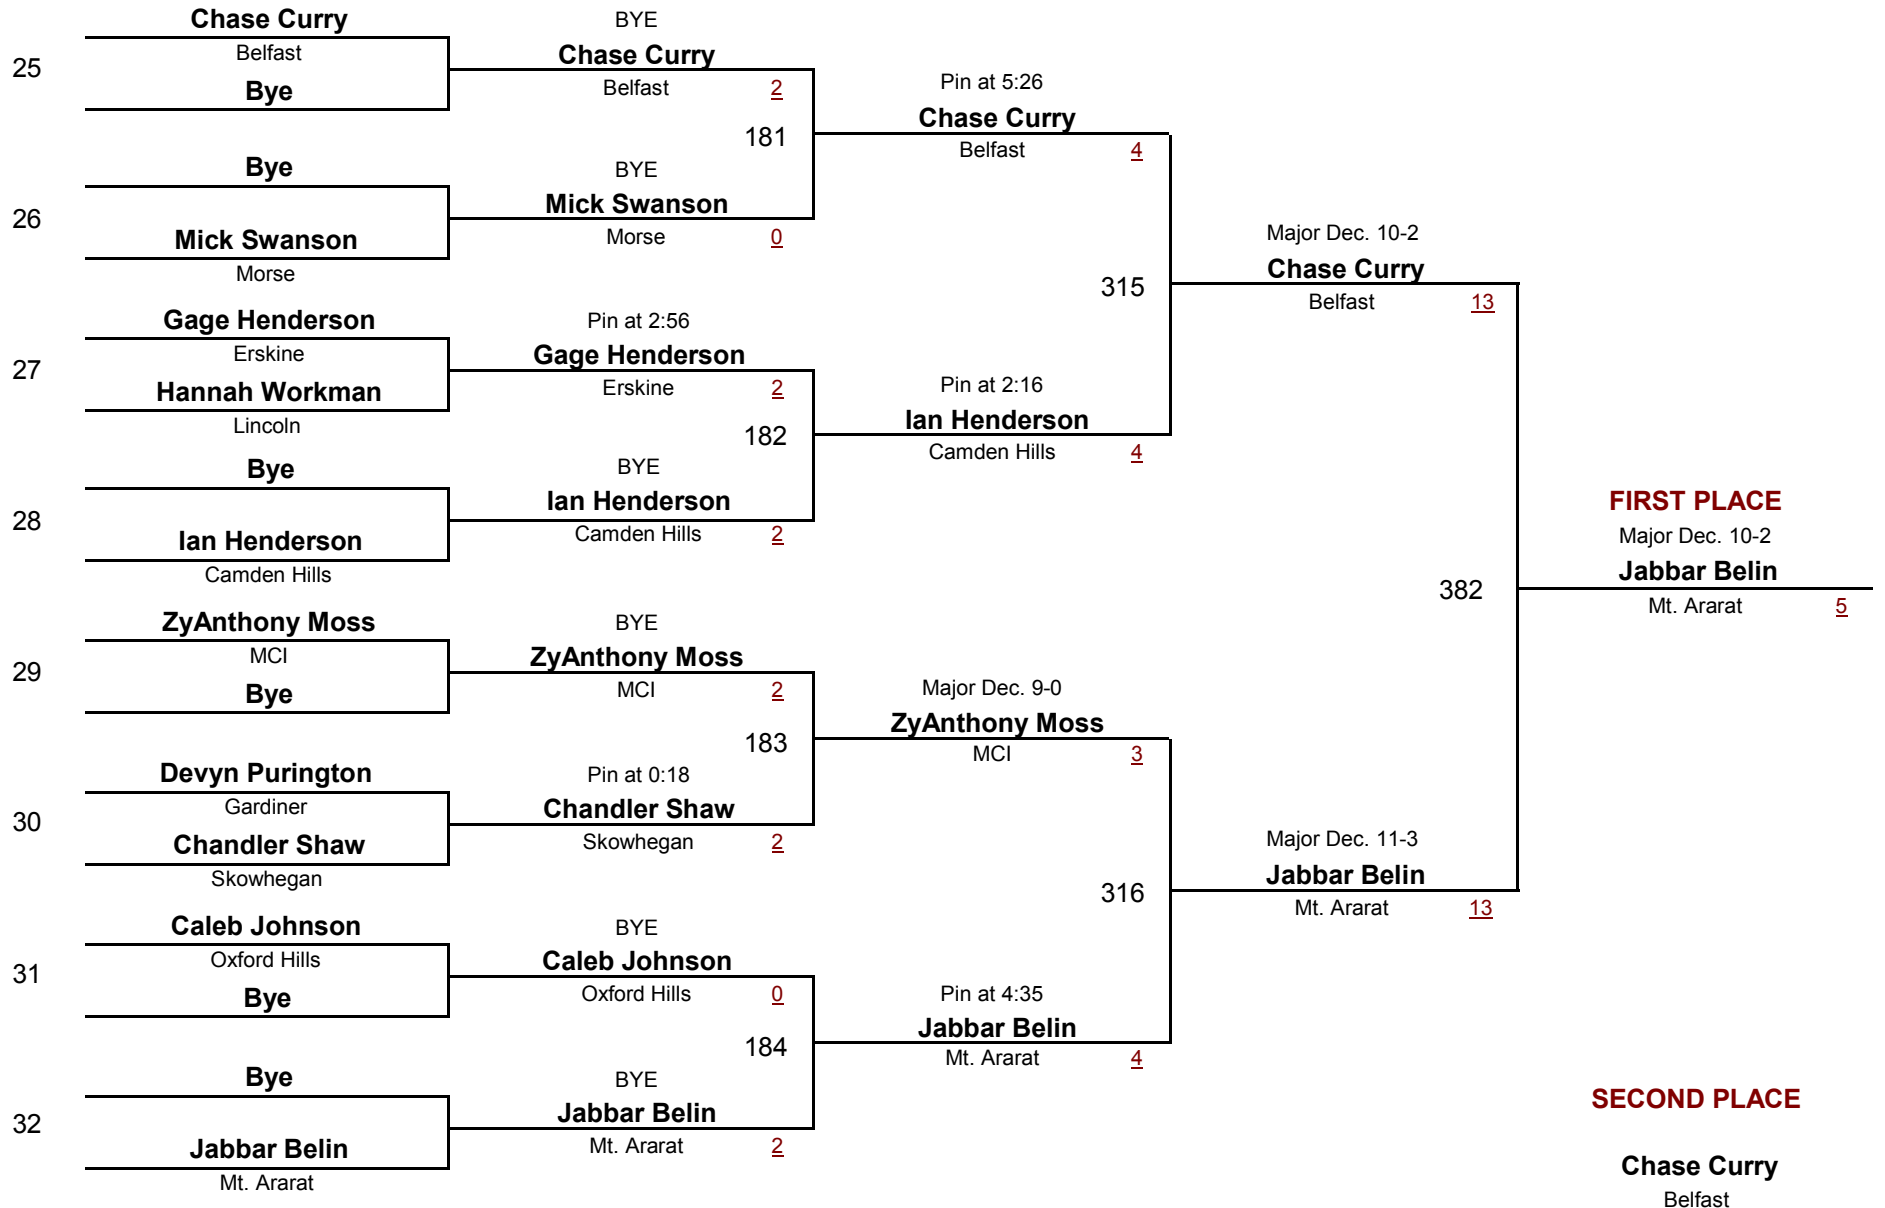 Chase Curry
Belfast
25
Bye
Bye
26
Mick Swanson
Morse
Gage Henderson
Erskine
27
Hannah Workman
Lincoln
Bye
28
Ian Henderson
Camden Hills
ZyAnthony Moss
MCI
29
Bye
Devyn Purington
Gardiner
30
Chandler Shaw
Skowhegan
Caleb Johnson
Oxford Hills
31
Bye
Bye
32
Jabbar Belin
Mt. Ararat
BYE
Chase Curry
Belfast 2
181
BYE
Mick Swanson
Morse 0
Pin at 2:56
Gage Henderson
Erskine 2
182
BYE
Ian Henderson
Camden Hills 2
BYE
ZyAnthony Moss
MCI 2
183
Pin at 0:18
Chandler Shaw
Skowhegan 2
BYE
Caleb Johnson
Oxford Hills 0
184
BYE
Jabbar Belin
Mt. Ararat 2
Pin at 5:26
Chase Curry
Belfast 4
315
Pin at 2:16
Ian Henderson
Camden Hills 4
Major Dec. 9-0
ZyAnthony Moss
MCI 3
316
Pin at 4:35
Jabbar Belin
Mt. Ararat 4
Major Dec. 10-2
Chase Curry
Belfast 13
382
Major Dec. 11-3
Jabbar Belin
Mt. Ararat 13
FIRST PLACE
Major Dec. 10-2
Jabbar Belin
Mt. Ararat 5
SECOND PLACE
Chase Curry
Belfast